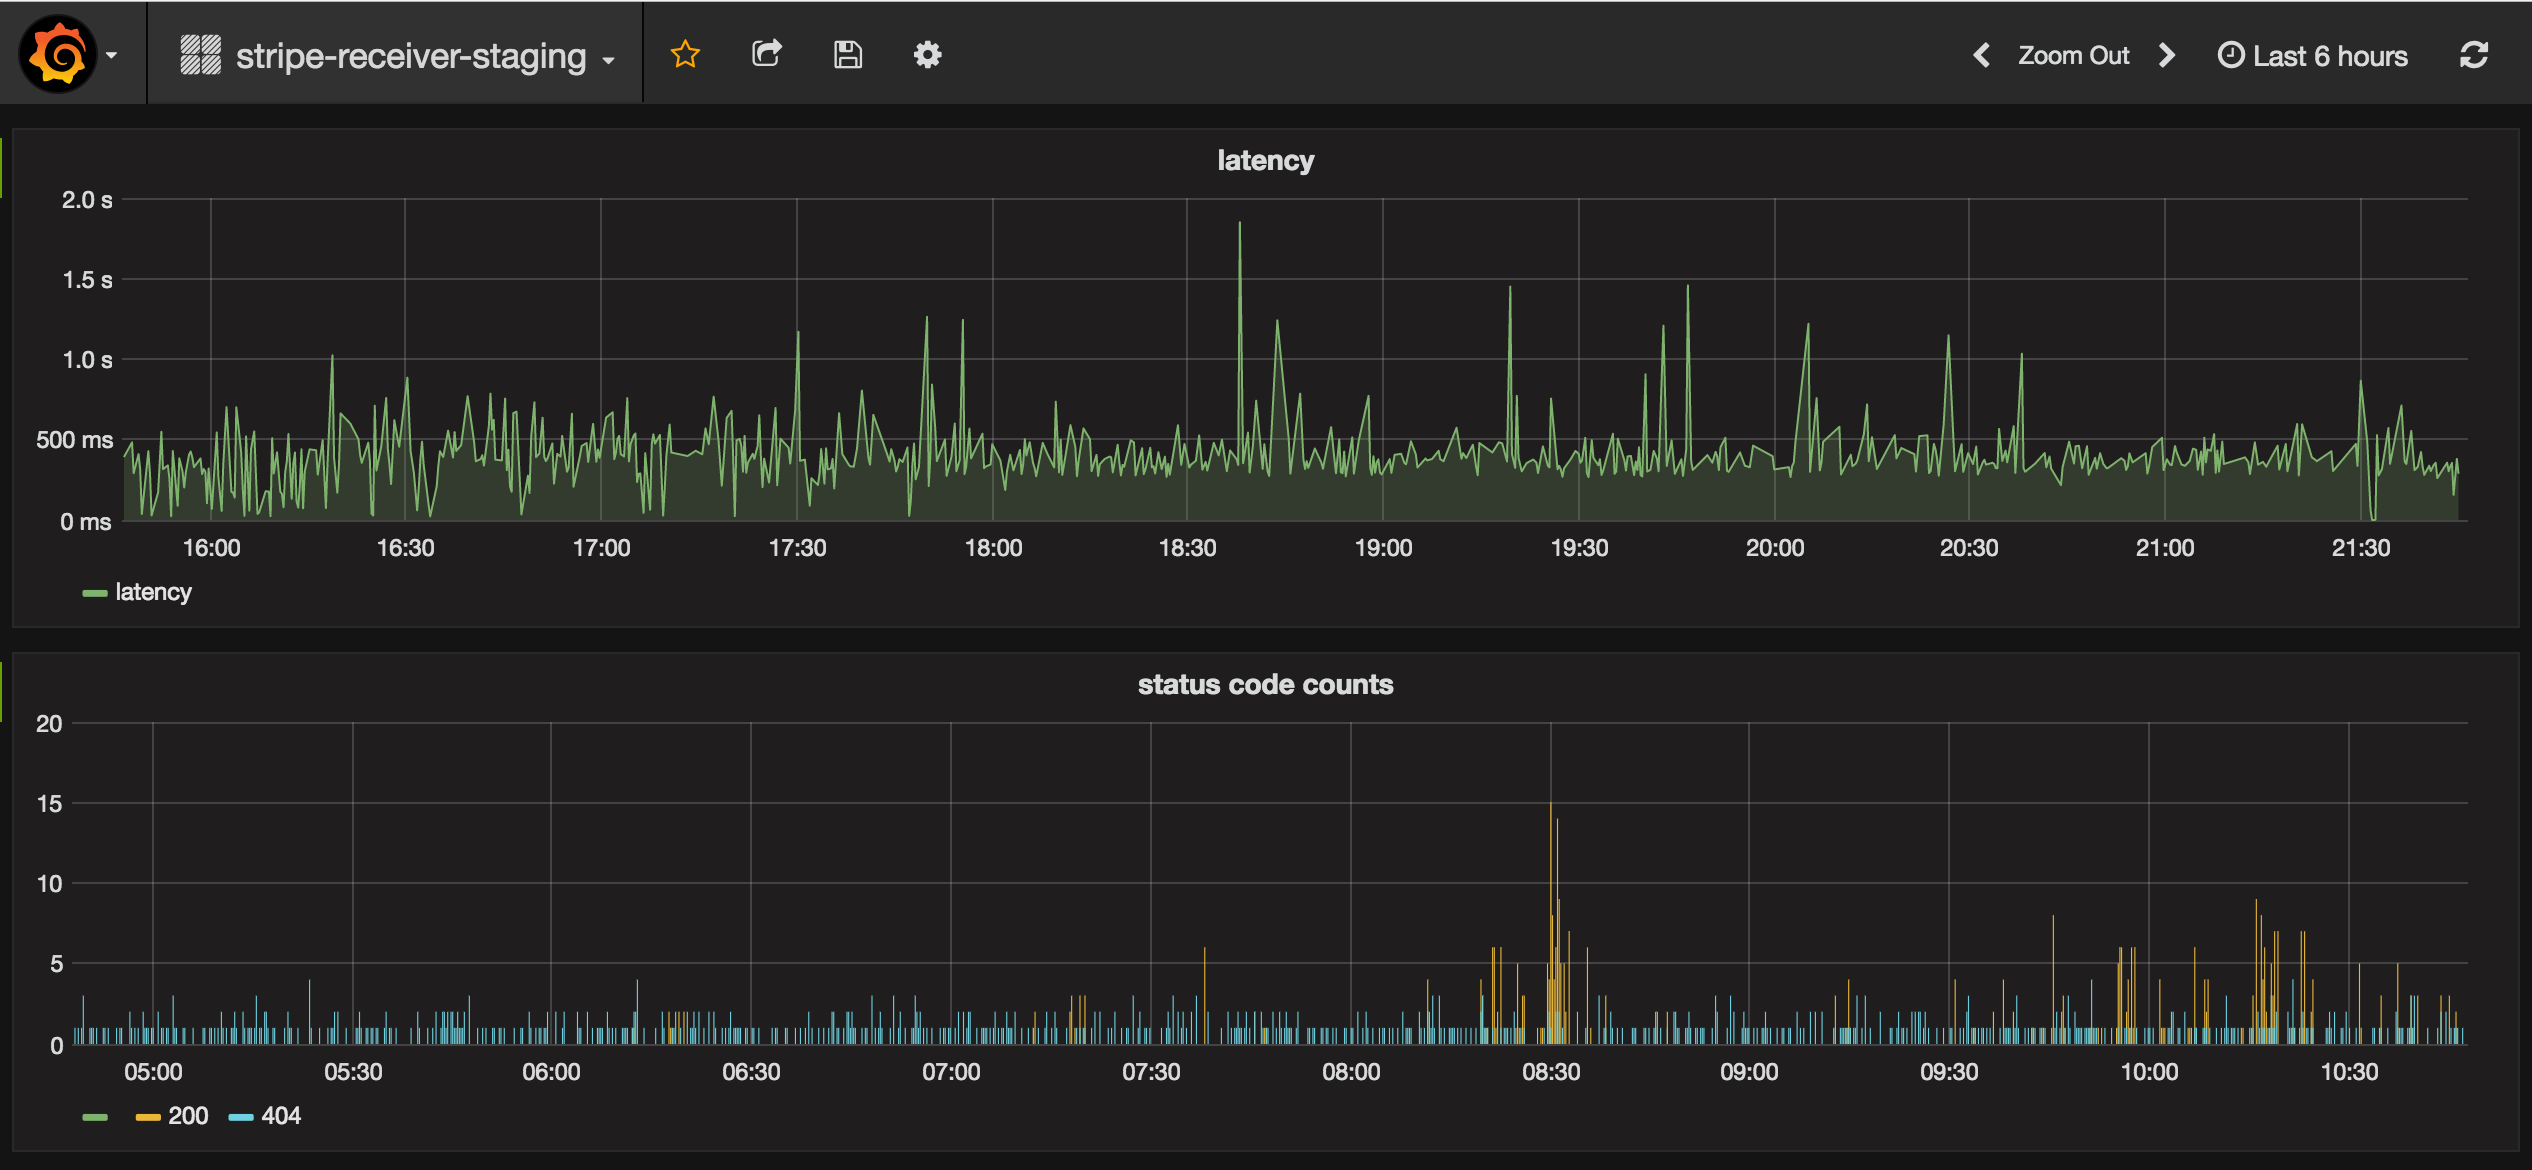 stripe-receiver-staging Zoom Out Last 6 hours
latency
2.0 s
1.5 s
1.0 s
500 ms
0 ms
16:00 16:30 17:00 17:30 18:00 18:30 19:00 19:30 20:00 20:30 21:00 21:30
latency
status code counts
20
15
10
5
0
05:00 05:30 06:00 06:30 07:00 07:30 08:00 08:30 09:00 09:30 10:00 10:30
200 404